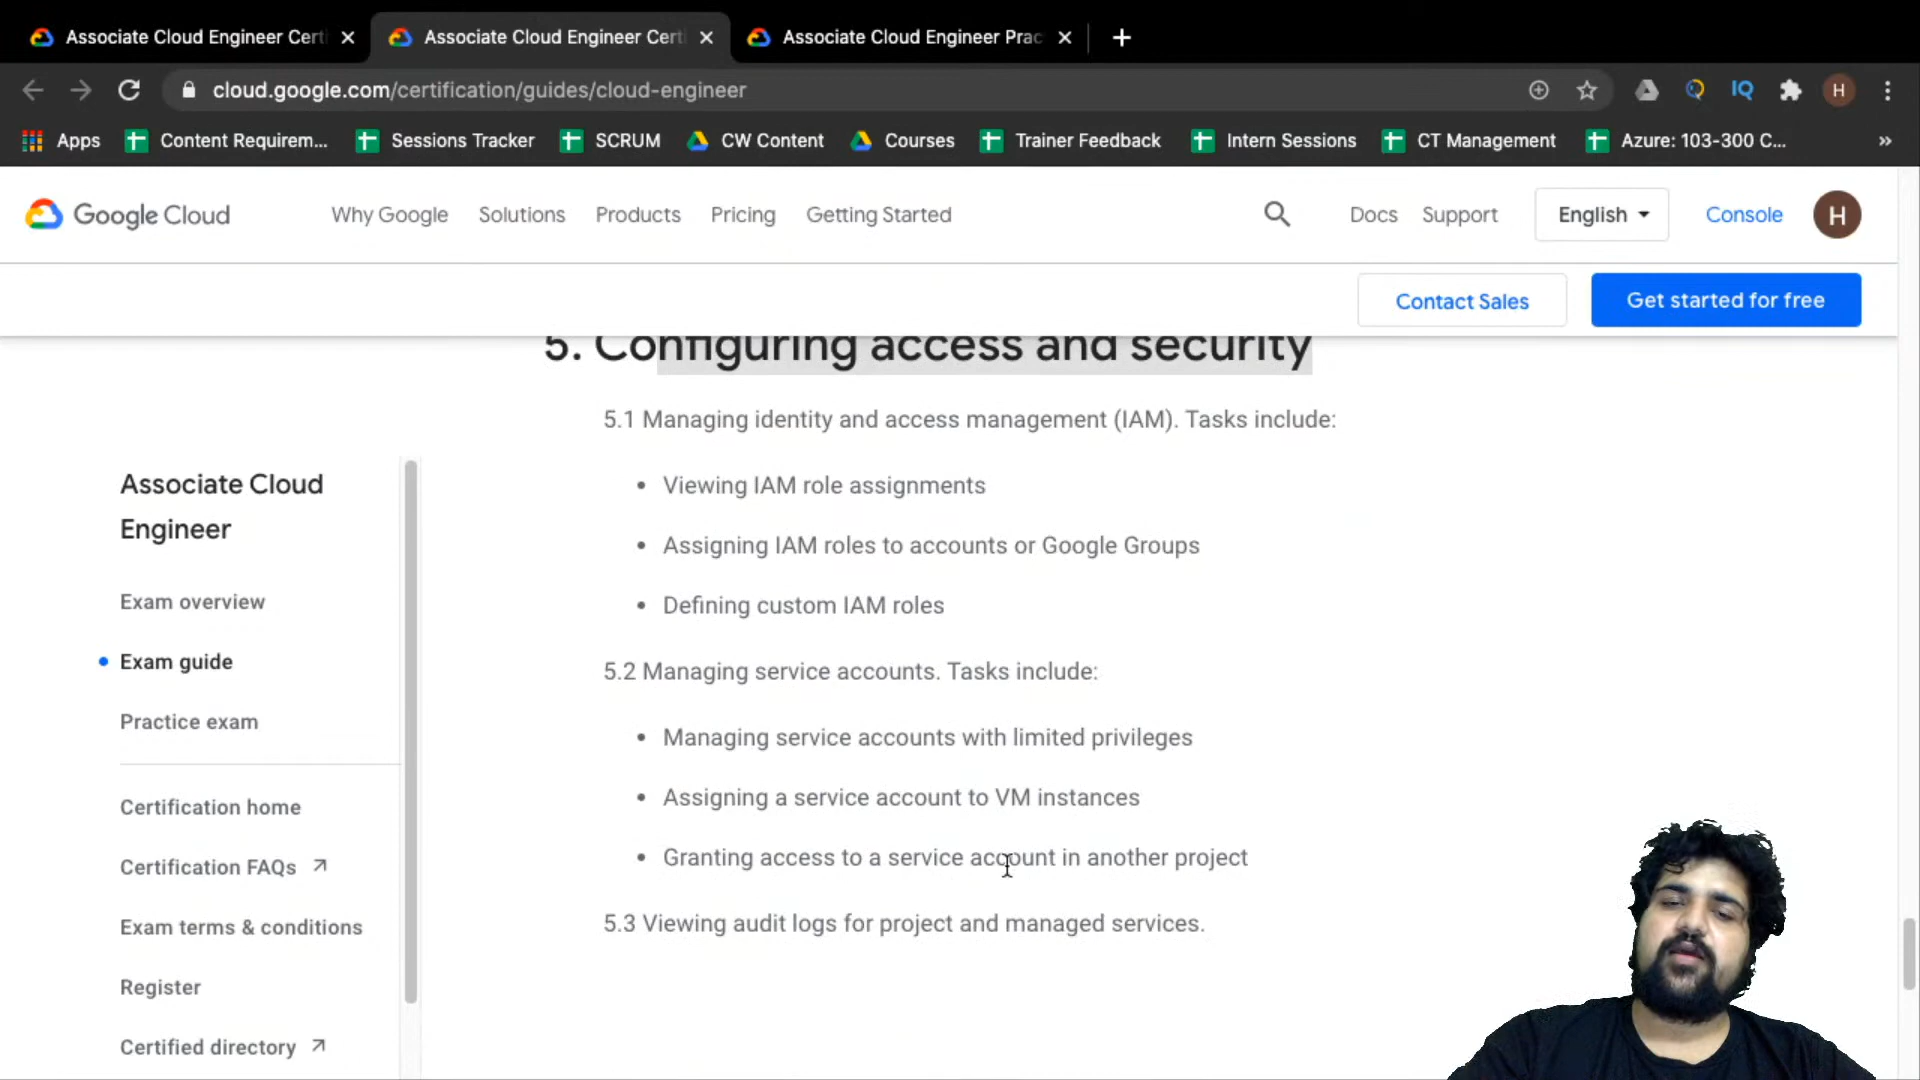 Associate Cloud Engineer Cert
Associate Cloud Engineer Cert
Associate Cloud Engineer Prac
cloud.google.com/certification/guides/cloud-engineer
IQ
H
Apps
Content Requirem...
Sessions Tracker
SCRUM
CW Content
Courses
Trainer Feedback
Intern Sessions
CT Management
Azure: 103-300 C...
»
Google Cloud
Why Google
Solutions
Products
Pricing
Getting Started
Docs
Support
English
Console
H
Contact Sales
Get started for free
5. Configuring access and security
5.1 Managing identity and access management (IAM). Tasks include:
• Viewing IAM role assignments
• Assigning IAM roles to accounts or Google Groups
• Defining custom IAM roles
5.2 Managing service accounts. Tasks include:
• Managing service accounts with limited privileges
• Assigning a service account to VM instances
• Granting access to a service account in another project
5.3 Viewing audit logs for project and managed services.
Associate Cloud
Engineer
Exam overview
• Exam guide
Practice exam
Certification home
Certification FAQs
Exam terms & conditions
Register
Certified directory